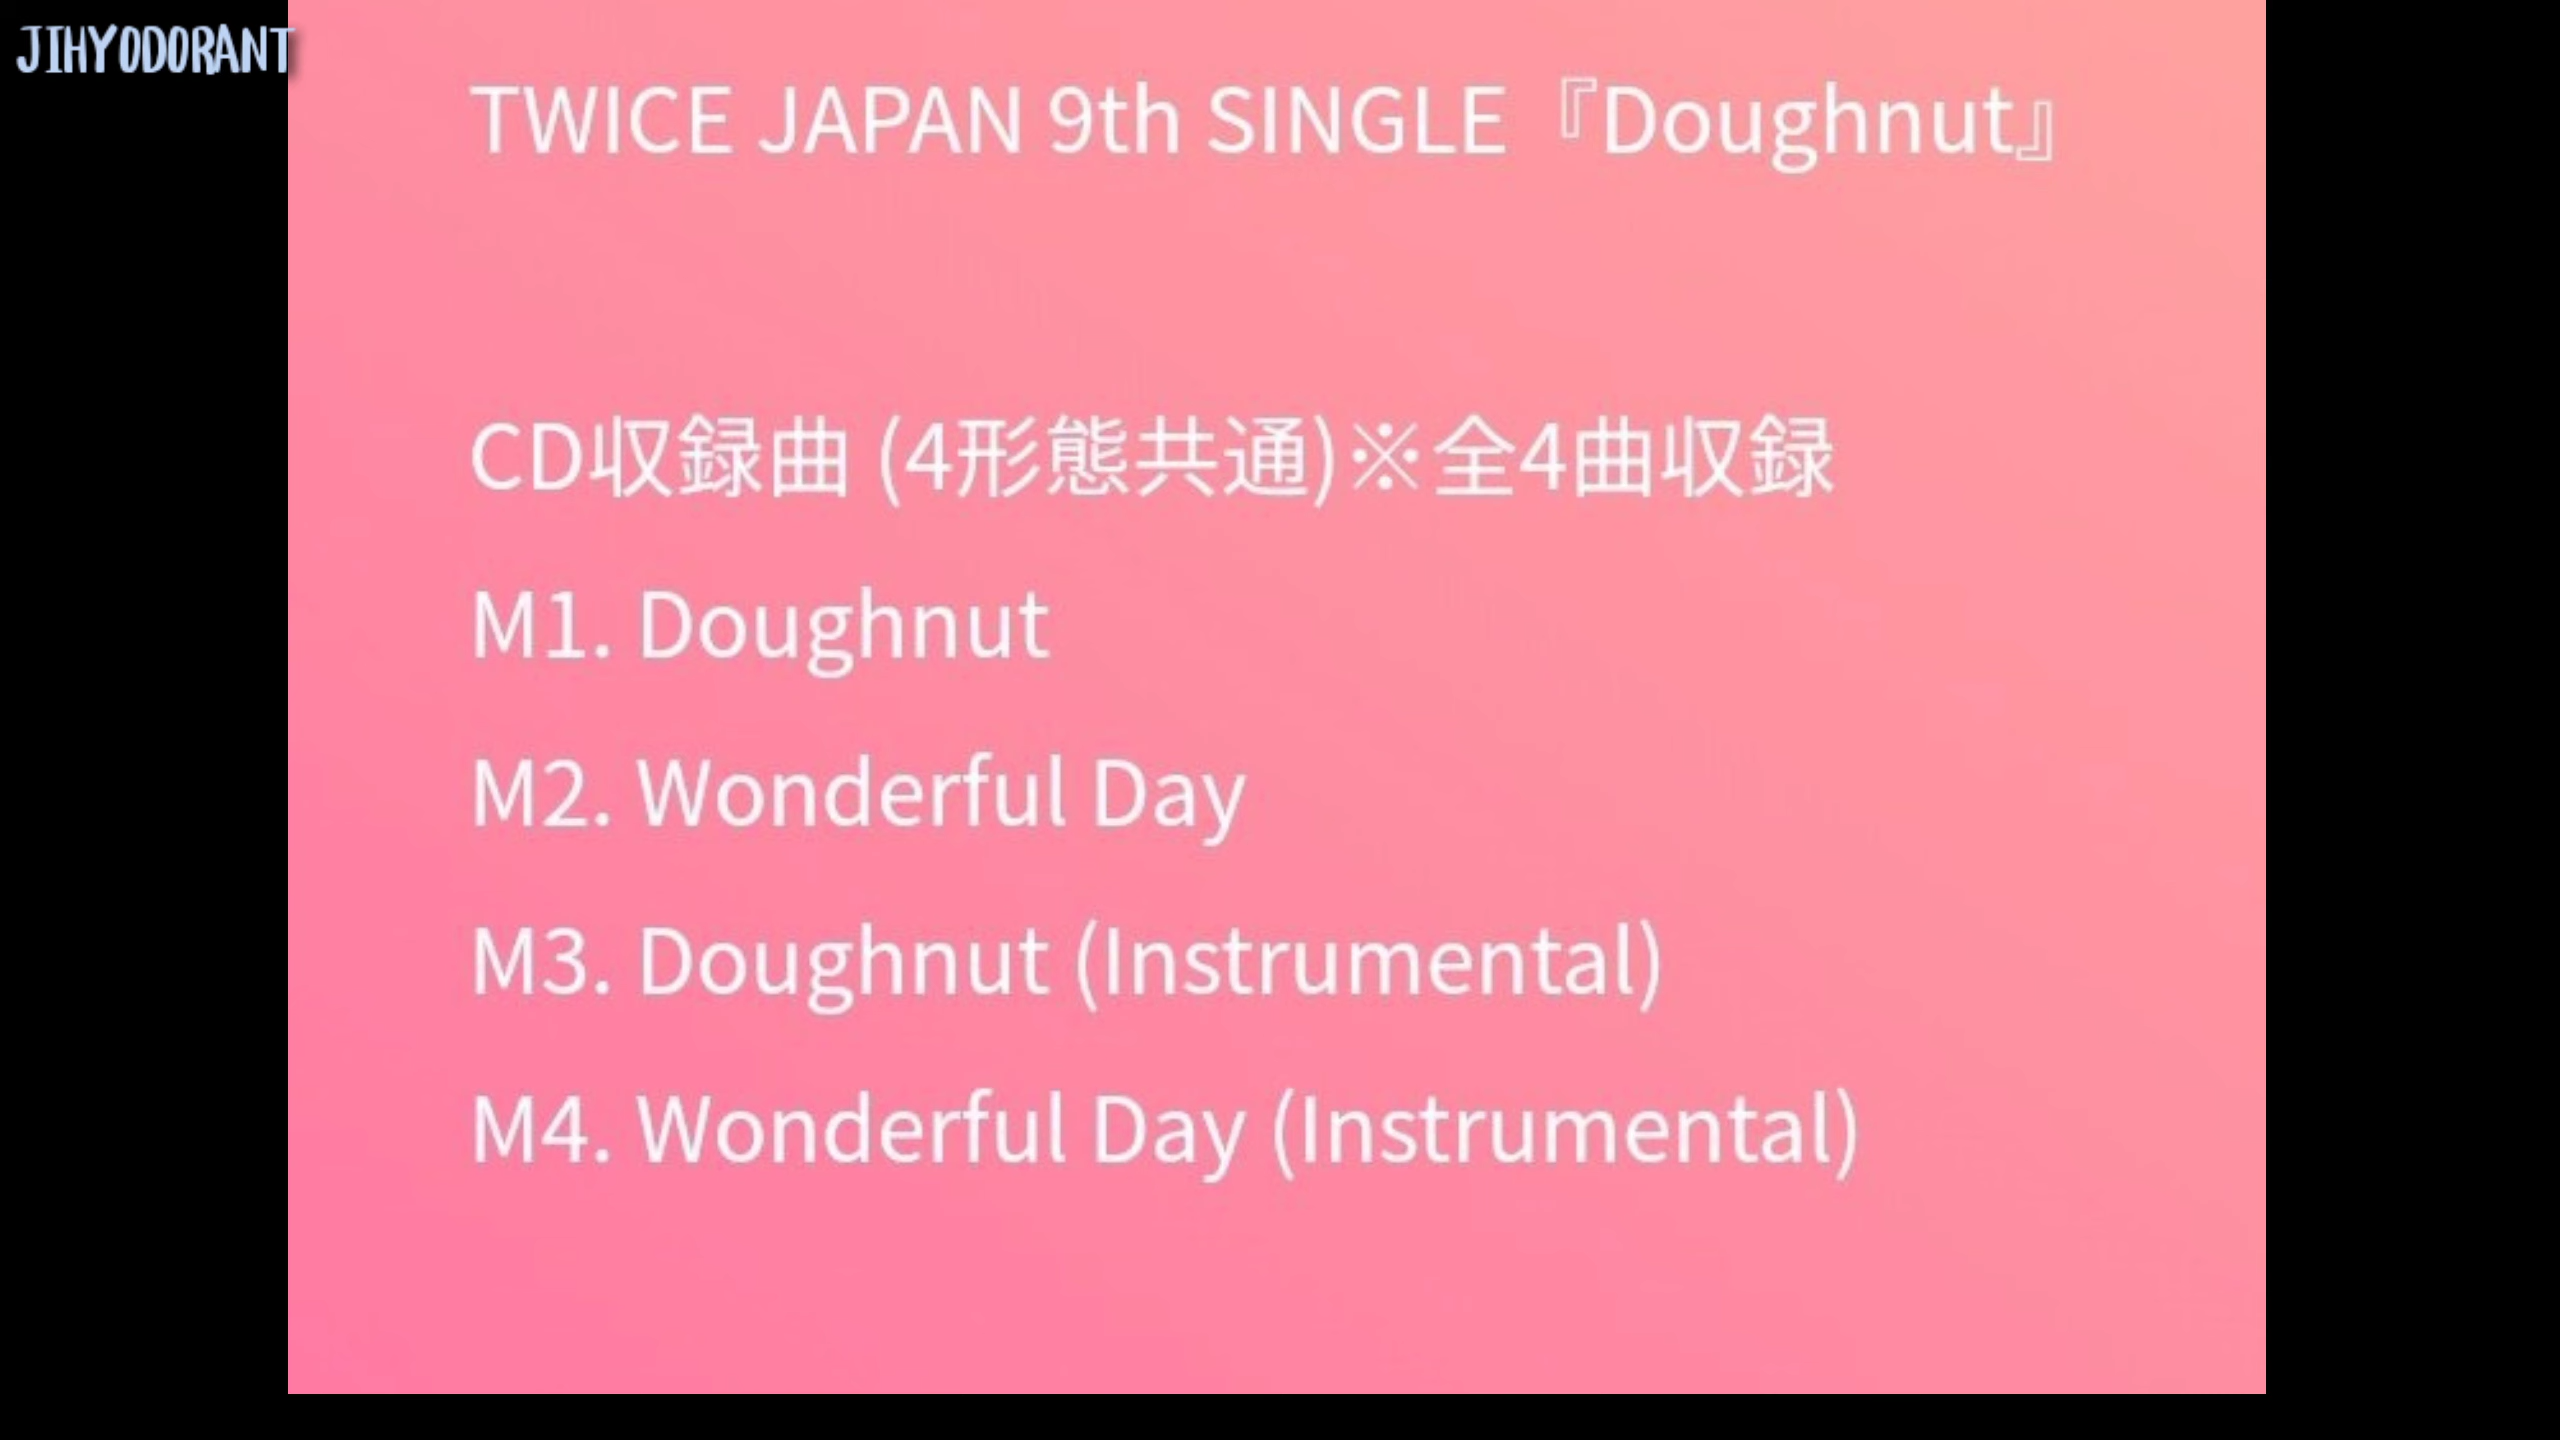 JIHYODORANT
TWICE JAPAN 9th SINGLE『Doughnut』
CD収録曲 (4形態共通)※全4曲収録
M1. Doughnut
M2. Wonderful Day
M3. Doughnut (Instrumental)
M4. Wonderful Day (Instrumental)